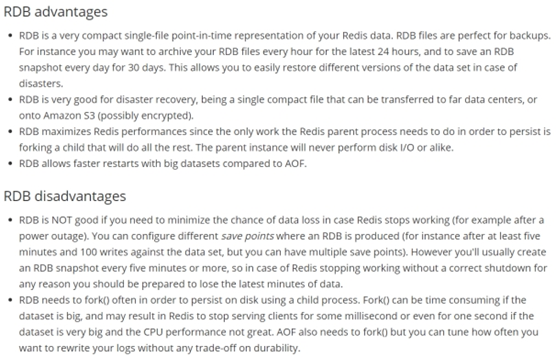 RDB advantages
• RDB is a very compact single-file point-in-time representation of your Redis data. RDB files are perfect for backups.
For instance you may want to archive your RDB files every hour for the latest 24 hours, and to save an RDB
snapshot every day for 30 days. This allows you to easily restore different versions of the data set in case of
disasters.
• RDB is very good for disaster recovery, being a single compact file that can be transferred to far data centers, or
onto Amazon S3 (possibly encrypted).
• RDB maximizes Redis performances since the only work the Redis parent process needs to do in order to persist is
forking a child that will do all the rest. The parent instance will never perform disk I/O or alike.
• RDB allows faster restarts with big datasets compared to AOF.
RDB disadvantages
• RDB is NOT good if you need to minimize the chance of data loss in case Redis stops working (for example after a
power outage). You can configure different save points where an RDB is produced (for instance after at least five
minutes and 100 writes against the data set, but you can have multiple save points). However you'll usually create
an RDB snapshot every five minutes or more, so in case of Redis stopping working without a correct shutdown for
any reason you should be prepared to lose the latest minutes of data.
• RDB needs to fork() often in order to persist on disk using a child process. Fork() can be time consuming if the
dataset is big, and may result in Redis to stop serving clients for some millisecond or even for one second if the
dataset is very big and the CPU performance not great. AOF also needs to fork() but you can tune how often you
want to rewrite your logs without any trade-off on durability.